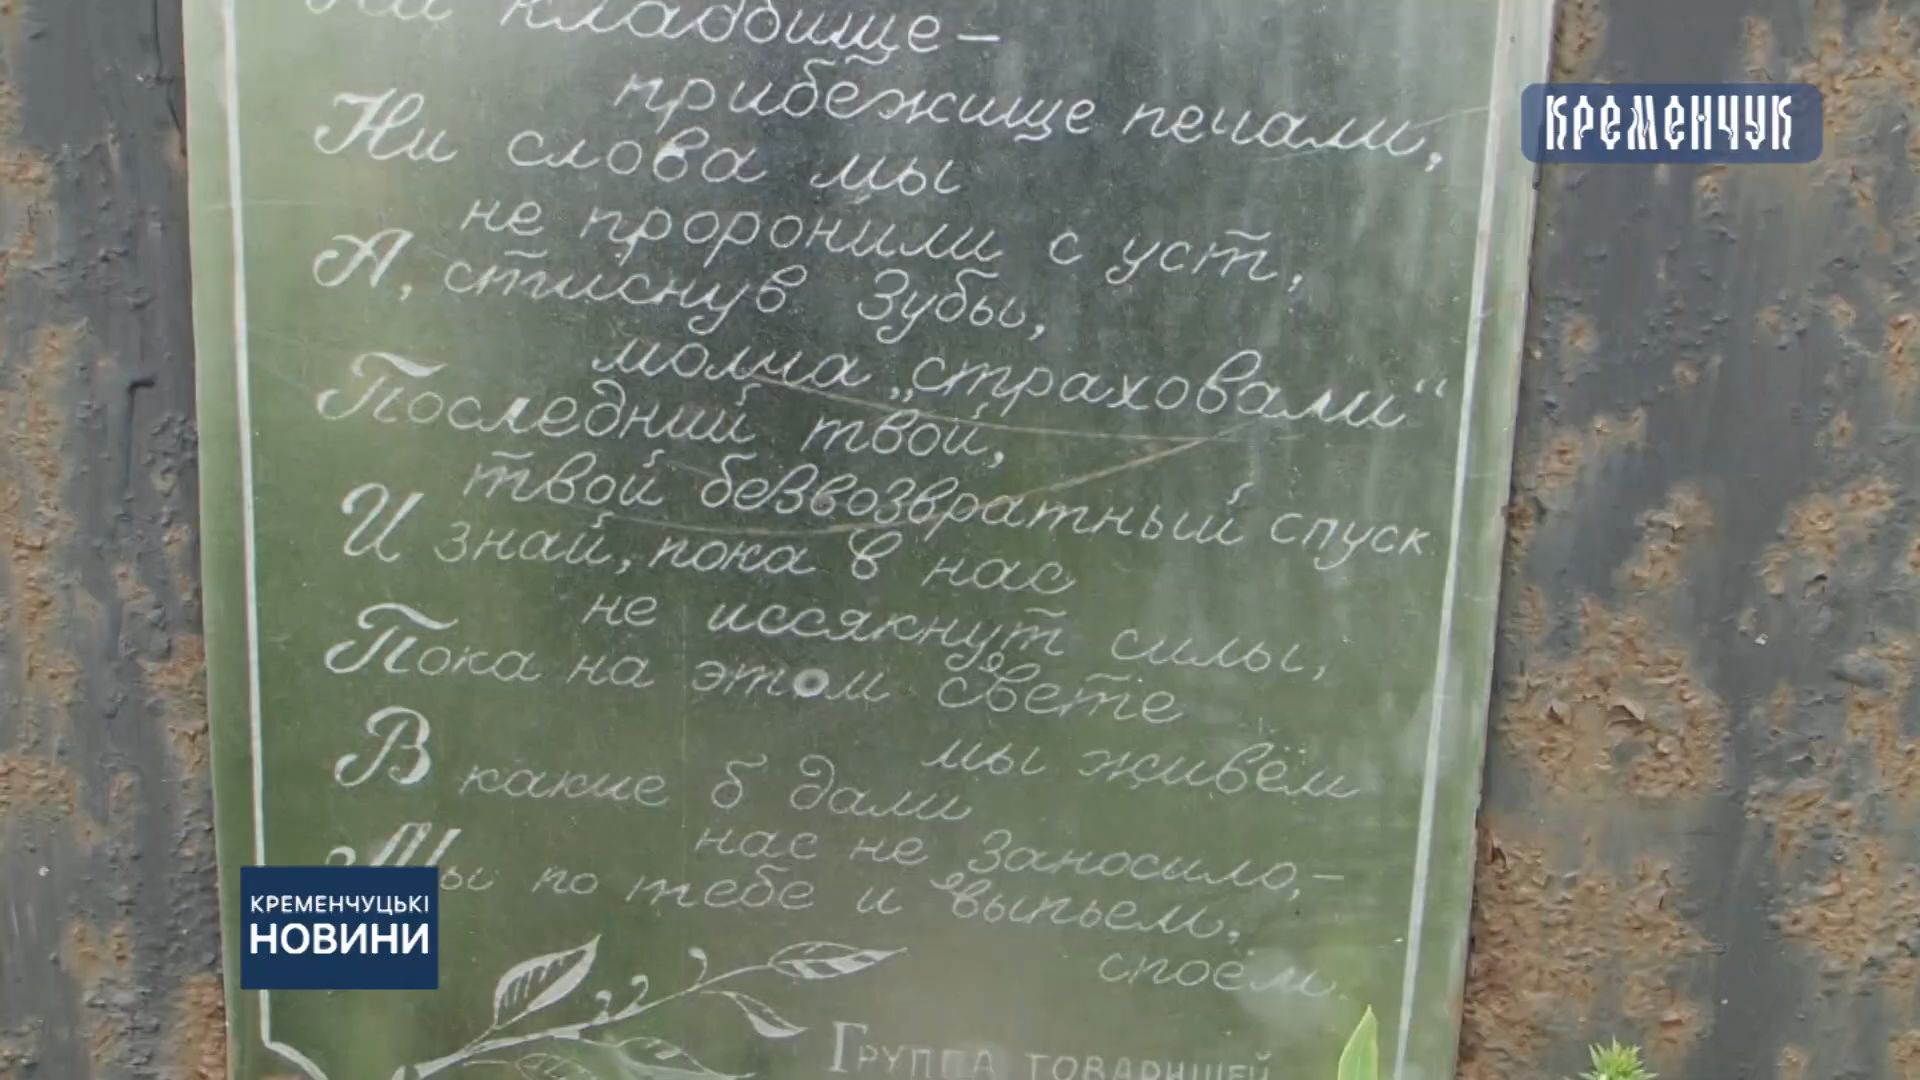 На кладбище –
прибежище печали,
Ни слова мы
не проронили с уст,
А, стиснув зубы,
молча „страховали“
Последний твой,
твой безвозвратный спуск.
И знай, пока в нас
не иссякнут силы,
Пока на этом свете
мы живём
В какие б дали
нас не заносило, –
Мы по тебе и выпьем,
споём.
Группа товарищей
КРЕМЕНЧУК
КРЕМЕНЧУЦЬКІ
НОВИНИ